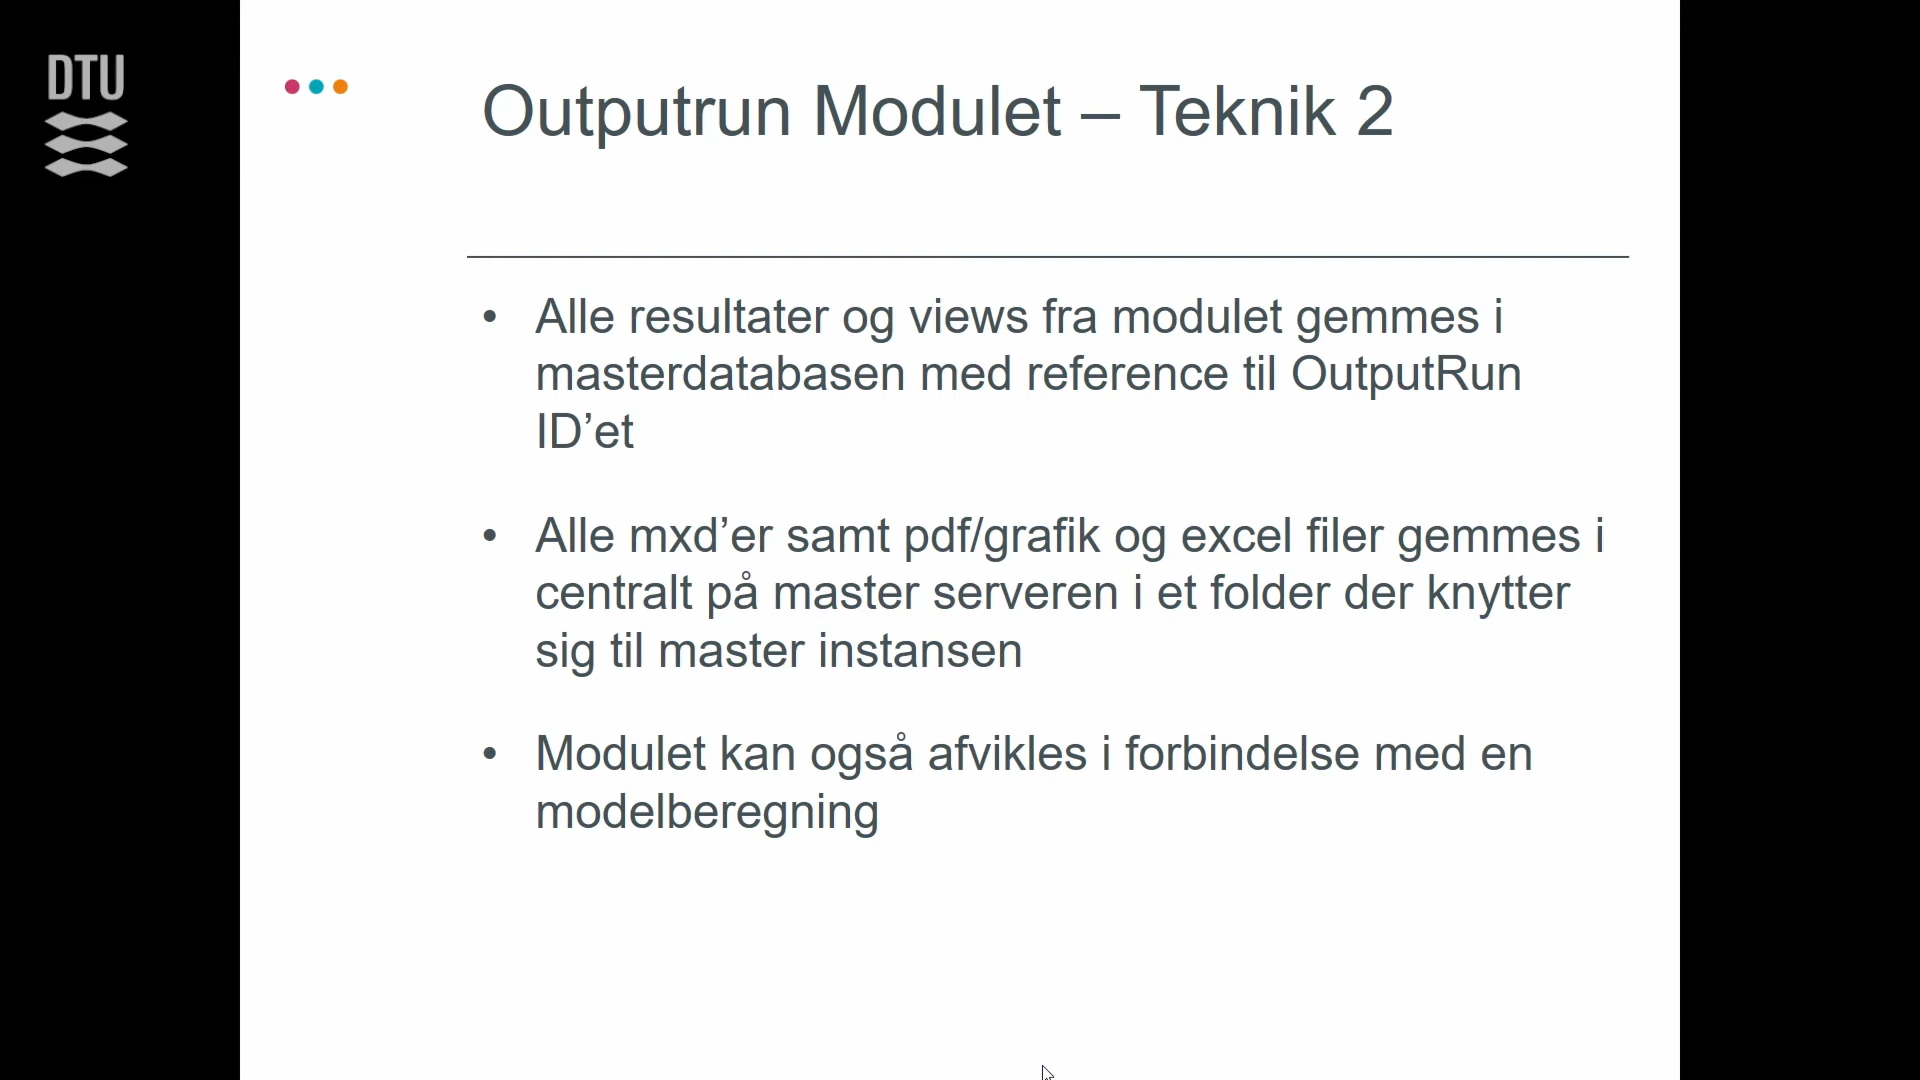 DTU
Outputrun Modulet – Teknik 2
• Alle resultater og views fra modulet gemmes i
masterdatabasen med reference til OutputRun
ID’et
• Alle mxd’er samt pdf/grafik og excel filer gemmes i
centralt på master serveren i et folder der knytter
sig til master instansen
• Modulet kan også afvikles i forbindelse med en
modelberegning